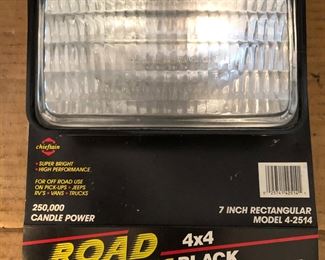 chieftain
• SUPER BRIGHT
• HIGH PERFORMANCE
FOR OFF ROAD USE
ON PICK-UPS • JEEPS
RV'S • VANS • TRUCKS
250,000
CANDLE POWER
7 INCH RECTANGULAR
MODEL 4-2514
ROAD
4x4
BLACK